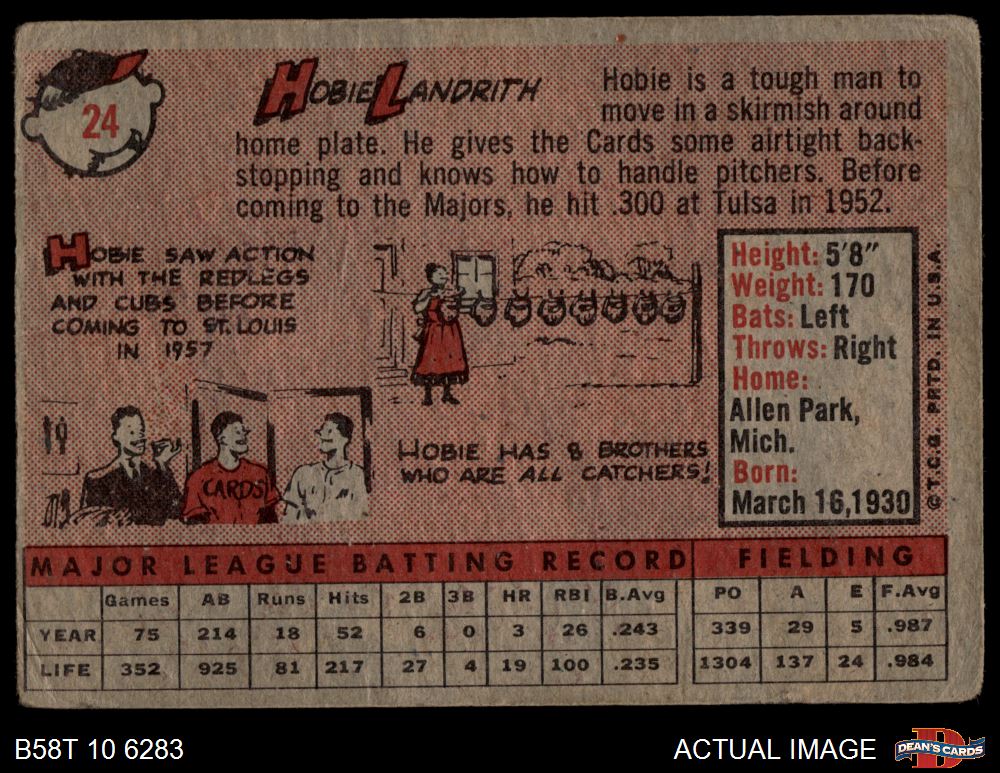 24
HOBIE LANDRITH
Hobie is a tough man to
move in a skirmish around
home plate. He gives the Cards some airtight back-
stopping and knows how to handle pitchers. Before
coming to the Majors, he hit .300 at Tulsa in 1952.
HOBIE SAW ACTION
WITH THE REDLEGS
AND CUBS BEFORE
COMING TO ST. LOUIS
IN 1957
CARDS
HOBIE HAS 8 BROTHERS
WHO ARE ALL CATCHERS!
Height: 5'8"
Weight: 170
Bats: Left
Throws: Right
Home:
Allen Park,
Mich.
Born:
March 16,1930
©T.C.G. PRTD. IN U.S.A.
MAJOR LEAGUE BATTING RECORD FIELDING
Games AB Runs Hits 2B 3B HR RBI B.Avg PO A E F.Avg
YEAR 75 214 18 52 6 0 3 26 .243 339 29 5 .987
LIFE 352 925 81 217 27 4 19 100 .235 1304 137 24 .984
B58T 10 6283
ACTUAL IMAGE
D
DEAN'S CARDS